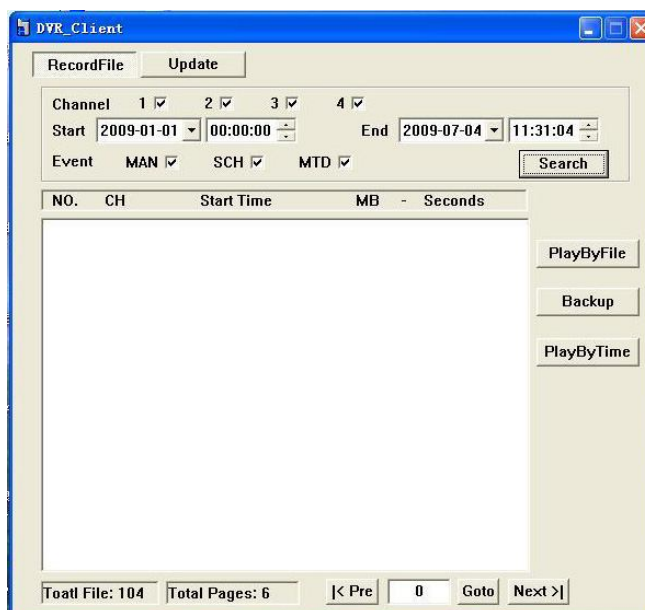 DVR_Client
RecordFile Update
Channel 1 2 3 4
Start 2009-01-01 00:00:00 End 2009-07-04 11:31:04
Event MAN SCH MTD Search
NO. CH Start Time MB - Seconds
PlayByFile
Backup
PlayByTime
Toatl File: 104 Total Pages: 6 |< Pre 0 Goto Next >|